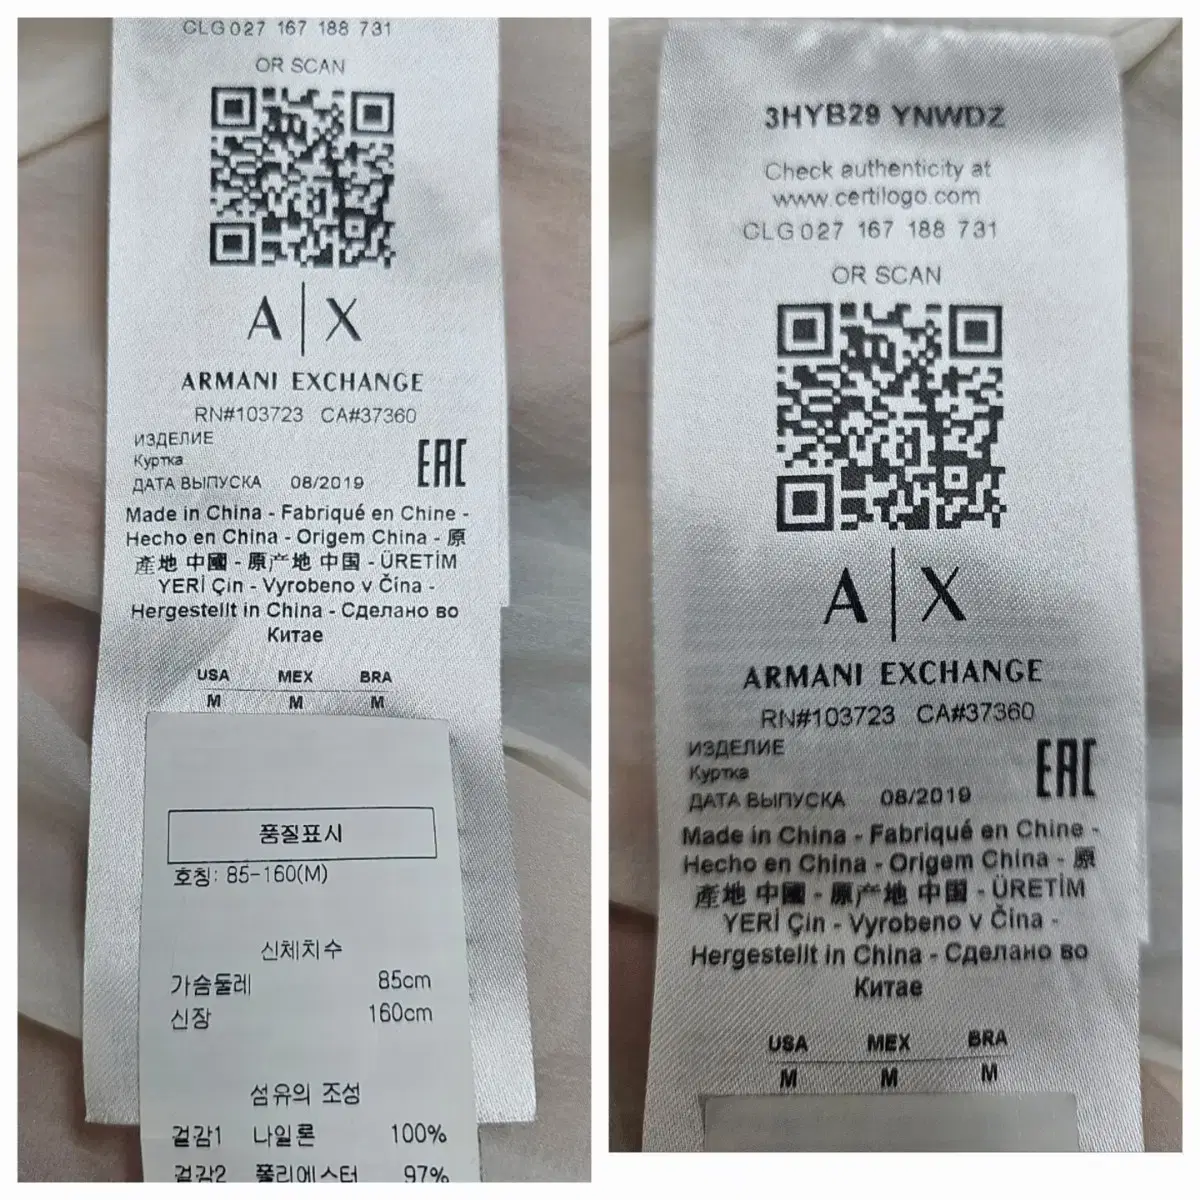 CLG 027 167 188 731
OR SCAN
A|X
ARMANI EXCHANGE
RN#103723 CA#37360
ИЗДЕЛИЕ
Куртка
ДАТА ВЫПУСКА 08/2019
EAC
Made in China - Fabriqué en Chine -
Hecho en China - Origem China - 原
產地 中國 - 原产地 中国 - ÜRETİM
YERİ Çin - Vyrobeno v Čína -
Hergestellt in China - Сделано во
Китае
USA MEX BRA
M M M
품질표시
호칭: 85-160(M)
신체치수
가슴둘레 85cm
신장 160cm
섬유의 조성
겉감1 나일론 100%
겉감2 폴리에스터 97%
3HYB29 YNWDZ
Check authenticity at
www.certilogo.com
CLG 027 167 188 731
OR SCAN
A|X
ARMANI EXCHANGE
RN#103723 CA#37360
ИЗДЕЛИЕ
Куртка
ДАТА ВЫПУСКА 08/2019
EAC
Made in China - Fabriqué en Chine -
Hecho en China - Origem China - 原
產地 中國 - 原产地 中国 - ÜRETİM
YERİ Çin - Vyrobeno v Čína -
Hergestellt in China - Сделано во
Китае
USA MEX BRA
M M M